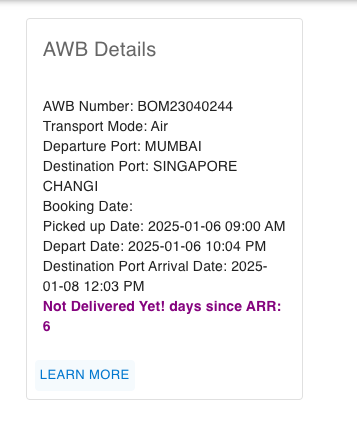 AWB Details
AWB Number: BOM23040244
Transport Mode: Air
Departure Port: MUMBAI
Destination Port: SINGAPORE
CHANGI
Booking Date:
Picked up Date: 2025-01-06 09:00 AM
Depart Date: 2025-01-06 10:04 PM
Destination Port Arrival Date: 2025-
01-08 12:03 PM
Not Delivered Yet! days since ARR:
6
LEARN MORE